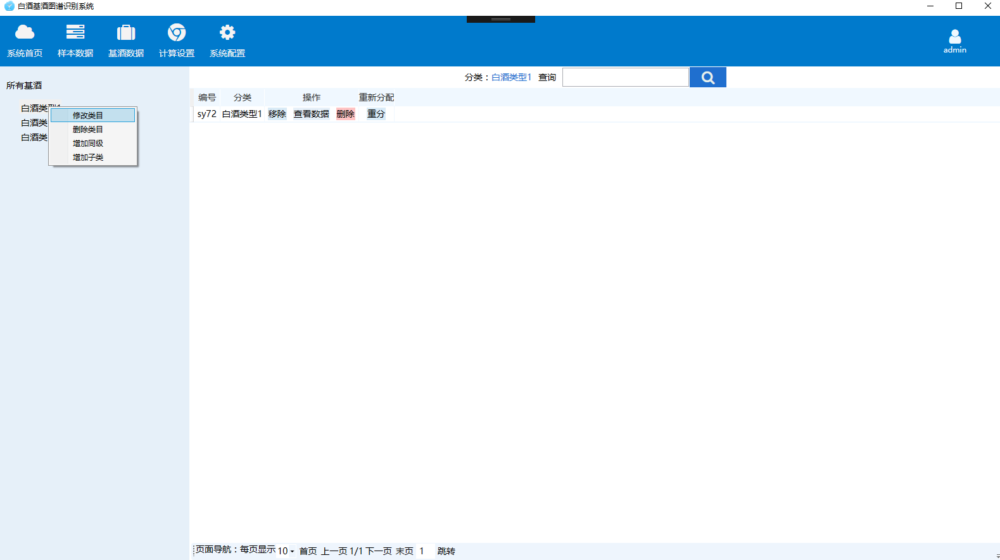 白酒基酒图谱识别系统
系统首页 样本数据 基酒数据 计算设置 系统配置
admin
所有基酒
分类：白酒类型1 查询
编号 分类 操作 重新分配
白酒类型1
sy72 白酒类型1 移除 查看数据 删除 重分
修改类目
白酒类
删除类目
白酒类
增加同级
增加子类
页面导航：每页显示 10 首页 上一页 1/1 下一页 末页 1 跳转